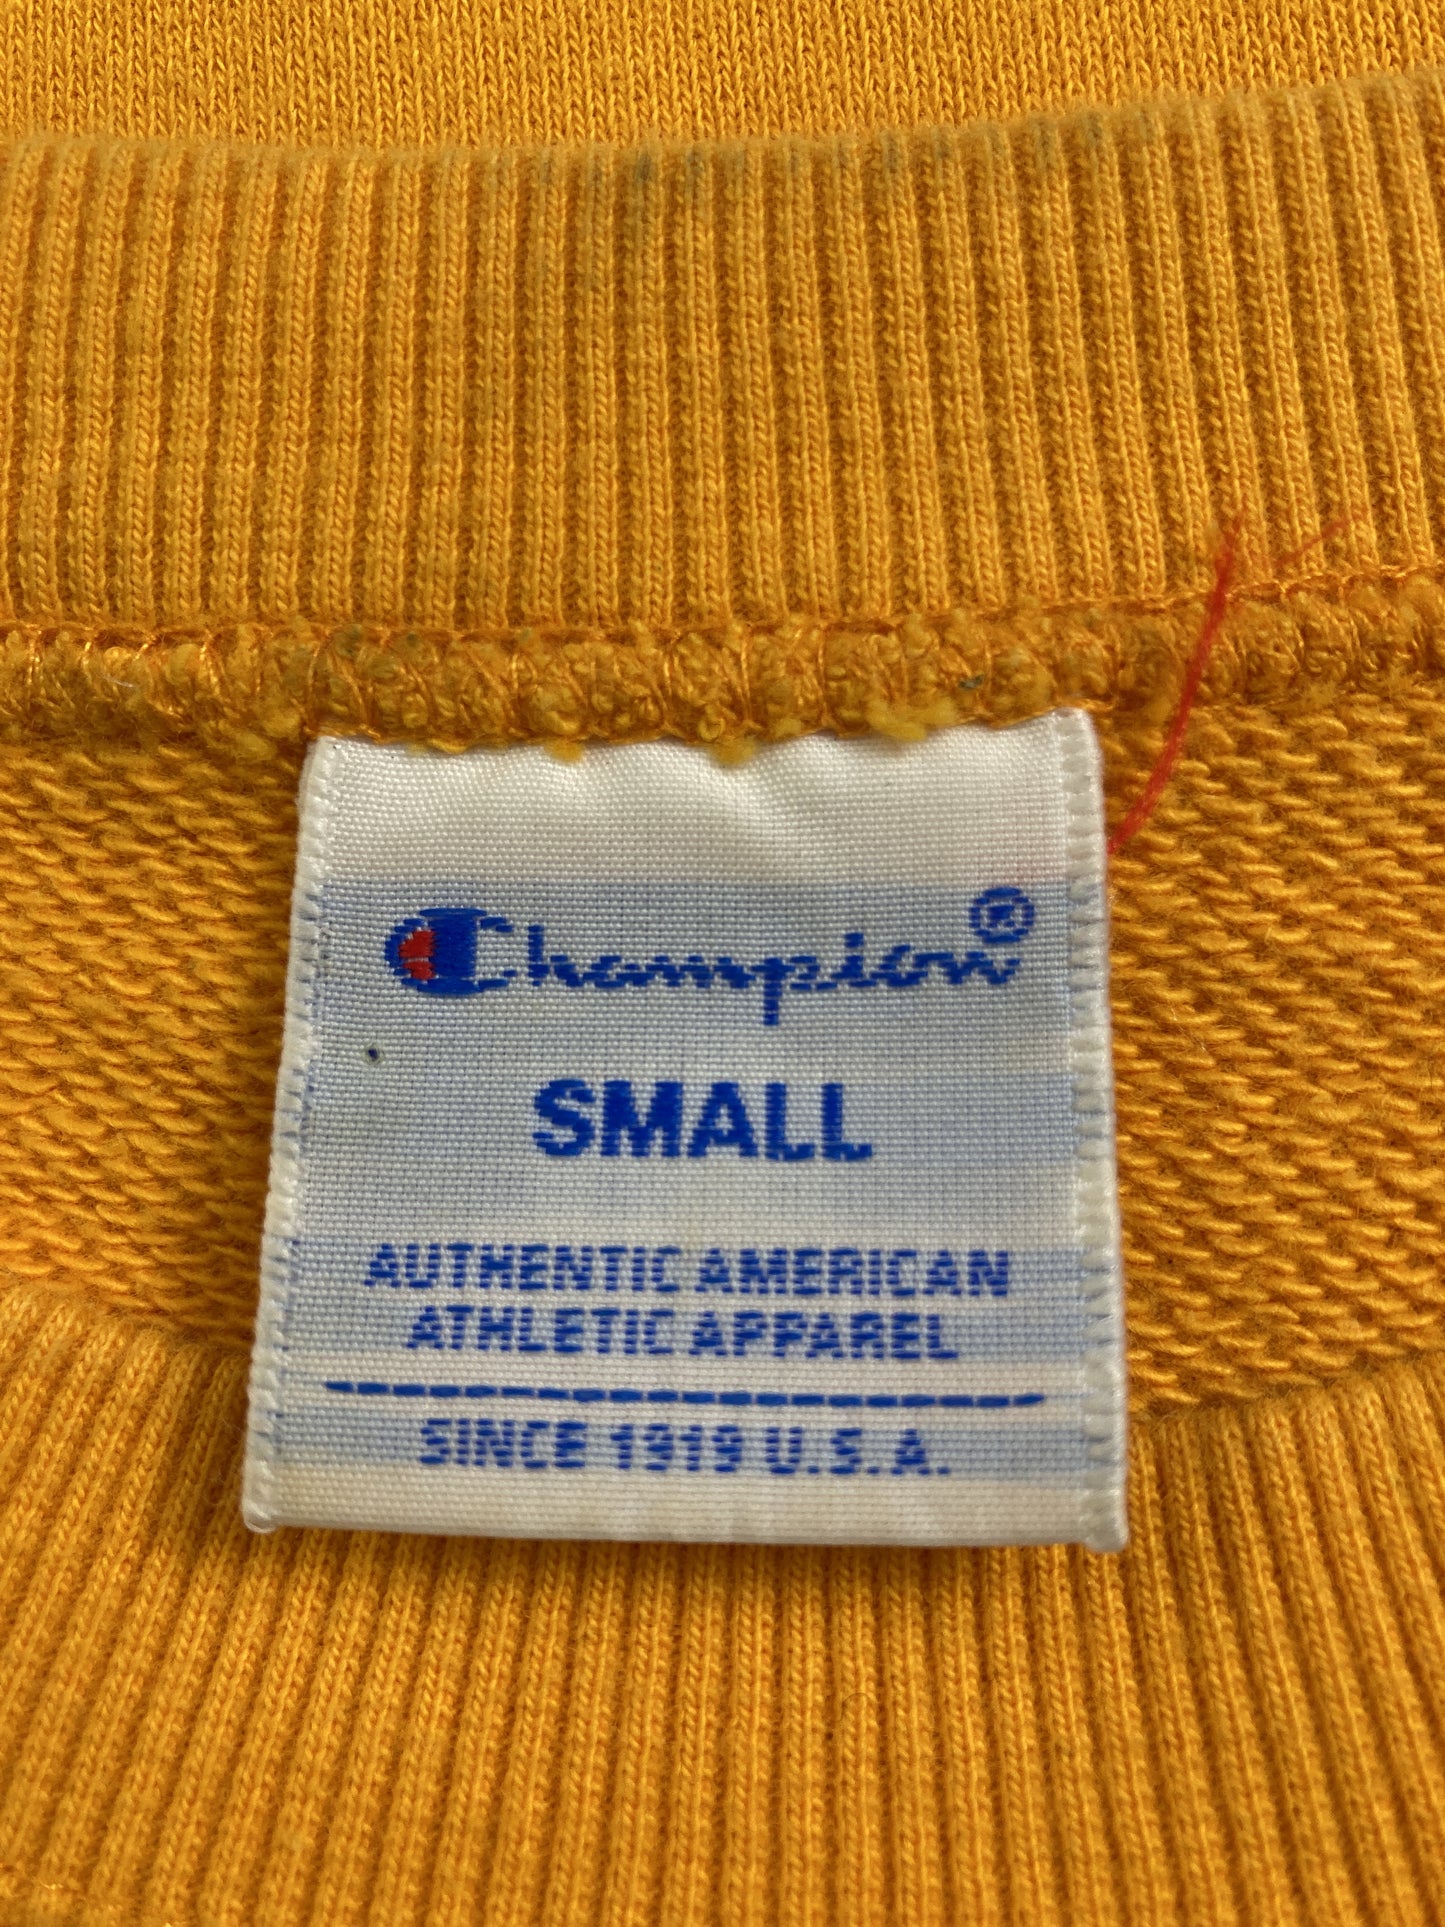 Champion®
SMALL
AUTHENTIC AMERICAN
ATHLETIC APPAREL
SINCE 1919 U.S.A.